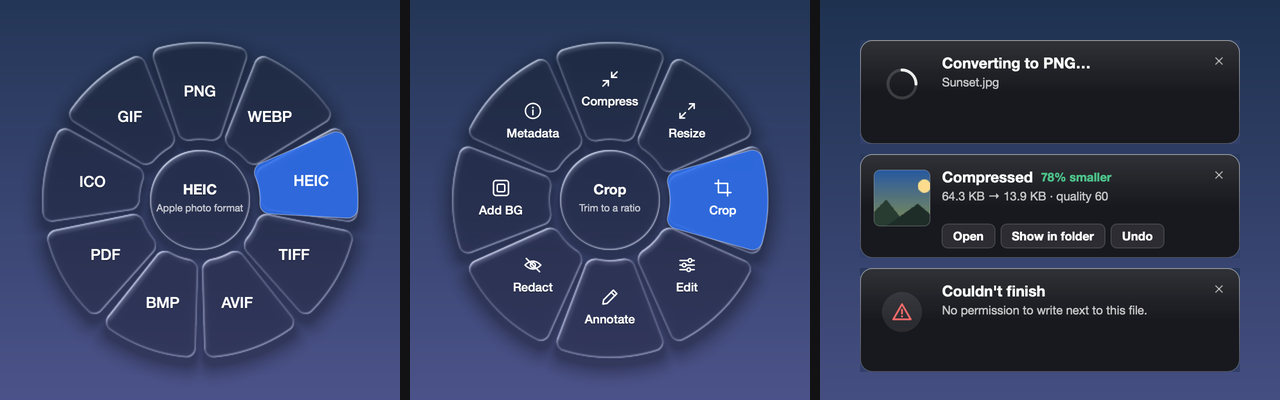 PNG
WEBP
HEIC
TIFF
AVIF
BMP
PDF
ICO
GIF
HEIC
Apple photo format
Compress
Resize
Crop
Edit
Annotate
Redact
Add BG
Metadata
Crop
Trim to a ratio
Converting to PNG...
Sunset.jpg
Compressed 78% smaller
64.3 KB → 13.9 KB · quality 60
Open Show in folder Undo
Couldn't finish
No permission to write next to this file.